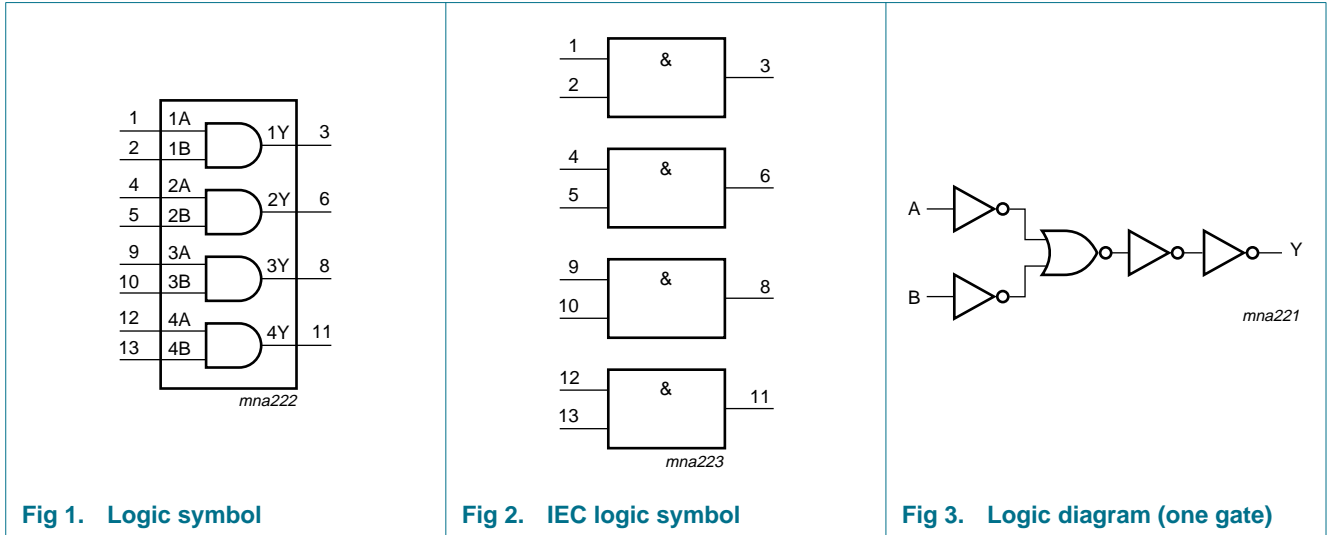 1 1A 1Y 3
2 1B
4 2A 2Y 6
5 2B
9 3A 3Y 8
10 3B
12 4A 4Y 11
13 4B
mna222
Fig 1. Logic symbol
1 & 3
2
4 & 6
5
9 & 8
10
12 & 11
13
mna223
Fig 2. IEC logic symbol
A
Y
B
mna221
Fig 3. Logic diagram (one gate)